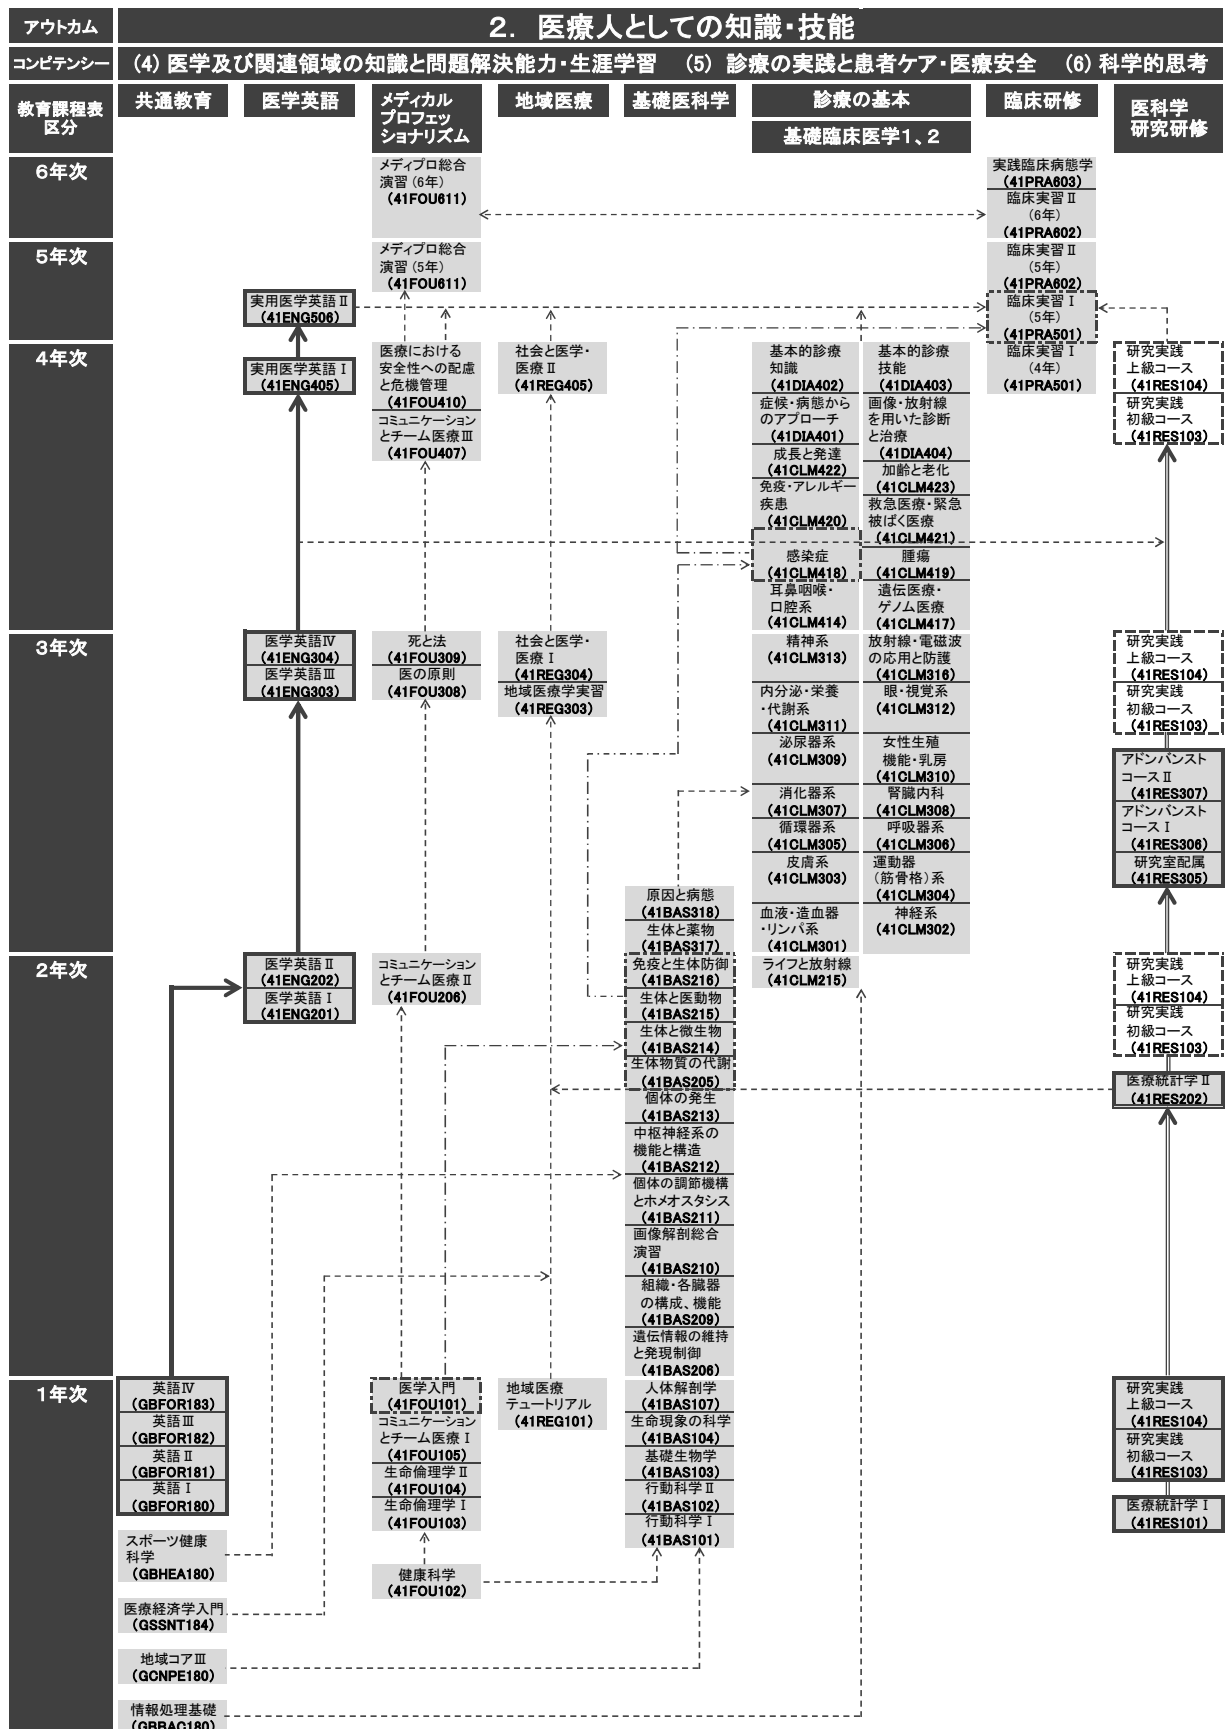 アウトカム
2. 医療人としての知識・技能
コンピテンシー
(4) 医学及び関連領域の知識と問題解決能力・生涯学習 (5) 診療の実践と患者ケア・医療安全 (6) 科学的思考
教育課程表
区分
共通教育
医学英語
メディカル
プロフェッ
ショナリズム
地域医療
基礎医科学
診療の基本
基礎臨床医学1、2
臨床研修
医科学
研究研修
6年次
メディプロ総合
演習(6年)
(41FOU611)
実践臨床病態学
(41PRA603)
臨床実習Ⅱ
(6年)
(41PRA602)
5年次
メディプロ総合
演習(5年)
(41FOU611)
臨床実習Ⅱ
(5年)
(41PRA602)
実用医学英語Ⅱ
(41ENG506)
臨床実習Ⅰ
(5年)
(41PRA501)
4年次
実用医学英語Ⅰ
(41ENG405)
医療における
安全性への配慮
と危機管理
(41FOU410)
コミュニケーション
とチーム医療Ⅲ
(41FOU407)
社会と医学・
医療Ⅱ
(41REG405)
基本的診療
知識
(41DIA402)
症候・病態から
のアプローチ
(41DIA401)
成長と発達
(41CLM422)
免疫・アレルギー
疾患
(41CLM420)
感染症
(41CLM418)
耳鼻咽喉・
口腔系
(41CLM414)
基本的診療
技能
(41DIA403)
画像・放射線
を用いた診断
と治療
(41DIA404)
加齢と老化
(41CLM423)
救急医療・緊急
被ばく医療
(41CLM421)
腫瘍
(41CLM419)
遺伝医療・
ゲノム医療
(41CLM417)
臨床実習Ⅰ
(4年)
(41PRA501)
研究実践
上級コース
(41RES104)
研究実践
初級コース
(41RES103)
3年次
医学英語Ⅳ
(41ENG304)
医学英語Ⅲ
(41ENG303)
死と法
(41FOU309)
医の原則
(41FOU308)
社会と医学・
医療Ⅰ
(41REG304)
地域医療学実習
(41REG303)
原因と病態
(41BAS318)
生体と薬物
(41BAS317)
精神系
(41CLM313)
内分泌・栄養
・代謝系
(41CLM311)
泌尿器系
(41CLM309)
消化器系
(41CLM307)
循環器系
(41CLM305)
皮膚系
(41CLM303)
血液・造血器
・リンパ系
(41CLM301)
放射線・電磁波
の応用と防護
(41CLM316)
眼・視覚系
(41CLM312)
女性生殖
機能・乳房
(41CLM310)
腎臓内科
(41CLM308)
呼吸器系
(41CLM306)
運動器
(筋骨格)系
(41CLM304)
神経系
(41CLM302)
研究実践
上級コース
(41RES104)
研究実践
初級コース
(41RES103)
アドンバンスト
コースⅡ
(41RES307)
アドンバンスト
コースⅠ
(41RES306)
研究室配属
(41RES305)
2年次
医学英語Ⅱ
(41ENG202)
医学英語Ⅰ
(41ENG201)
コミュニケーション
とチーム医療Ⅱ
(41FOU206)
免疫と生体防御
(41BAS216)
生体と医動物
(41BAS215)
生体と微生物
(41BAS214)
生体物質の代謝
(41BAS205)
個体の発生
(41BAS213)
中枢神経系の
機能と構造
(41BAS212)
個体の調節機構
とホメオスタシス
(41BAS211)
画像解剖総合
演習
(41BAS210)
組織・各臓器
の構成、機能
(41BAS209)
遺伝情報の維持
と発現制御
(41BAS206)
ライフと放射線
(41CLM215)
研究実践
上級コース
(41RES104)
研究実践
初級コース
(41RES103)
医療統計学Ⅱ
(41RES202)
1年次
英語Ⅳ
(GBFOR183)
英語Ⅲ
(GBFOR182)
英語Ⅱ
(GBFOR181)
英語Ⅰ
(GBFOR180)
スポーツ健康
科学
(GBHEA180)
医療経済学入門
(GSSNT184)
地域コアⅢ
(GCNPE180)
情報処理基礎
(GBBAC180)
医学入門
(41FOU101)
コミュニケーション
とチーム医療Ⅰ
(41FOU105)
生命倫理学Ⅱ
(41FOU104)
生命倫理学Ⅰ
(41FOU103)
健康科学
(41FOU102)
地域医療
テュートリアル
(41REG101)
人体解剖学
(41BAS107)
生命現象の科学
(41BAS104)
基礎生物学
(41BAS103)
行動科学Ⅱ
(41BAS102)
行動科学Ⅰ
(41BAS101)
研究実践
上級コース
(41RES104)
研究実践
初級コース
(41RES103)
医療統計学Ⅰ
(41RES101)